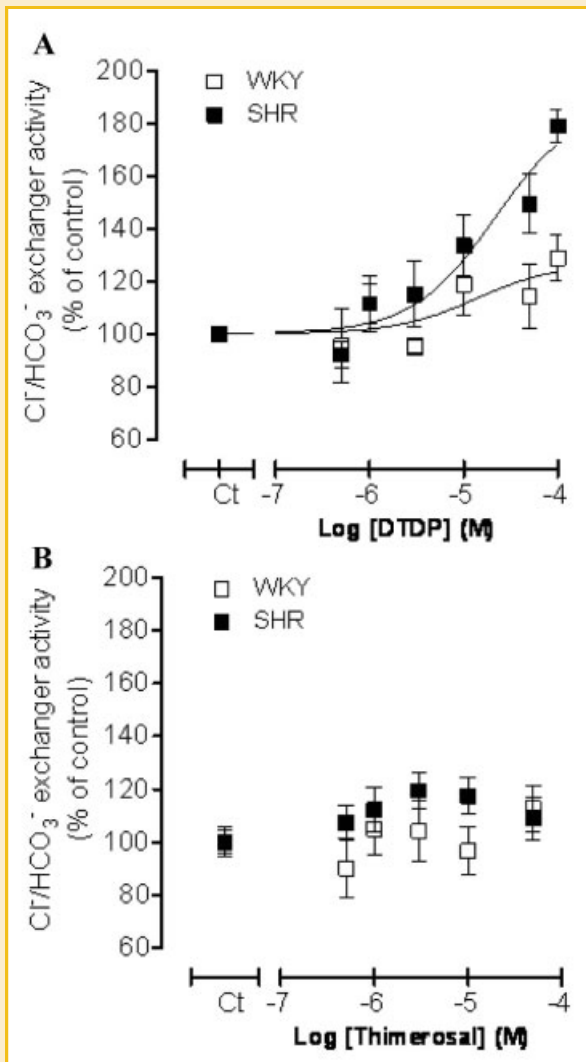 A
200
WKY
180
SHR
160
140
120
100
80
60
Cl⁻/HCO₃⁻ exchanger activity
(% of control)
Ct -7 -6 -5 -4
Log [DTDP] (M)
B
200
WKY
180
SHR
160
140
120
100
80
60
Cl⁻/HCO₃⁻ exchanger activity
(% of control)
Ct -7 -6 -5 -4
Log [Thimerosal] (M)